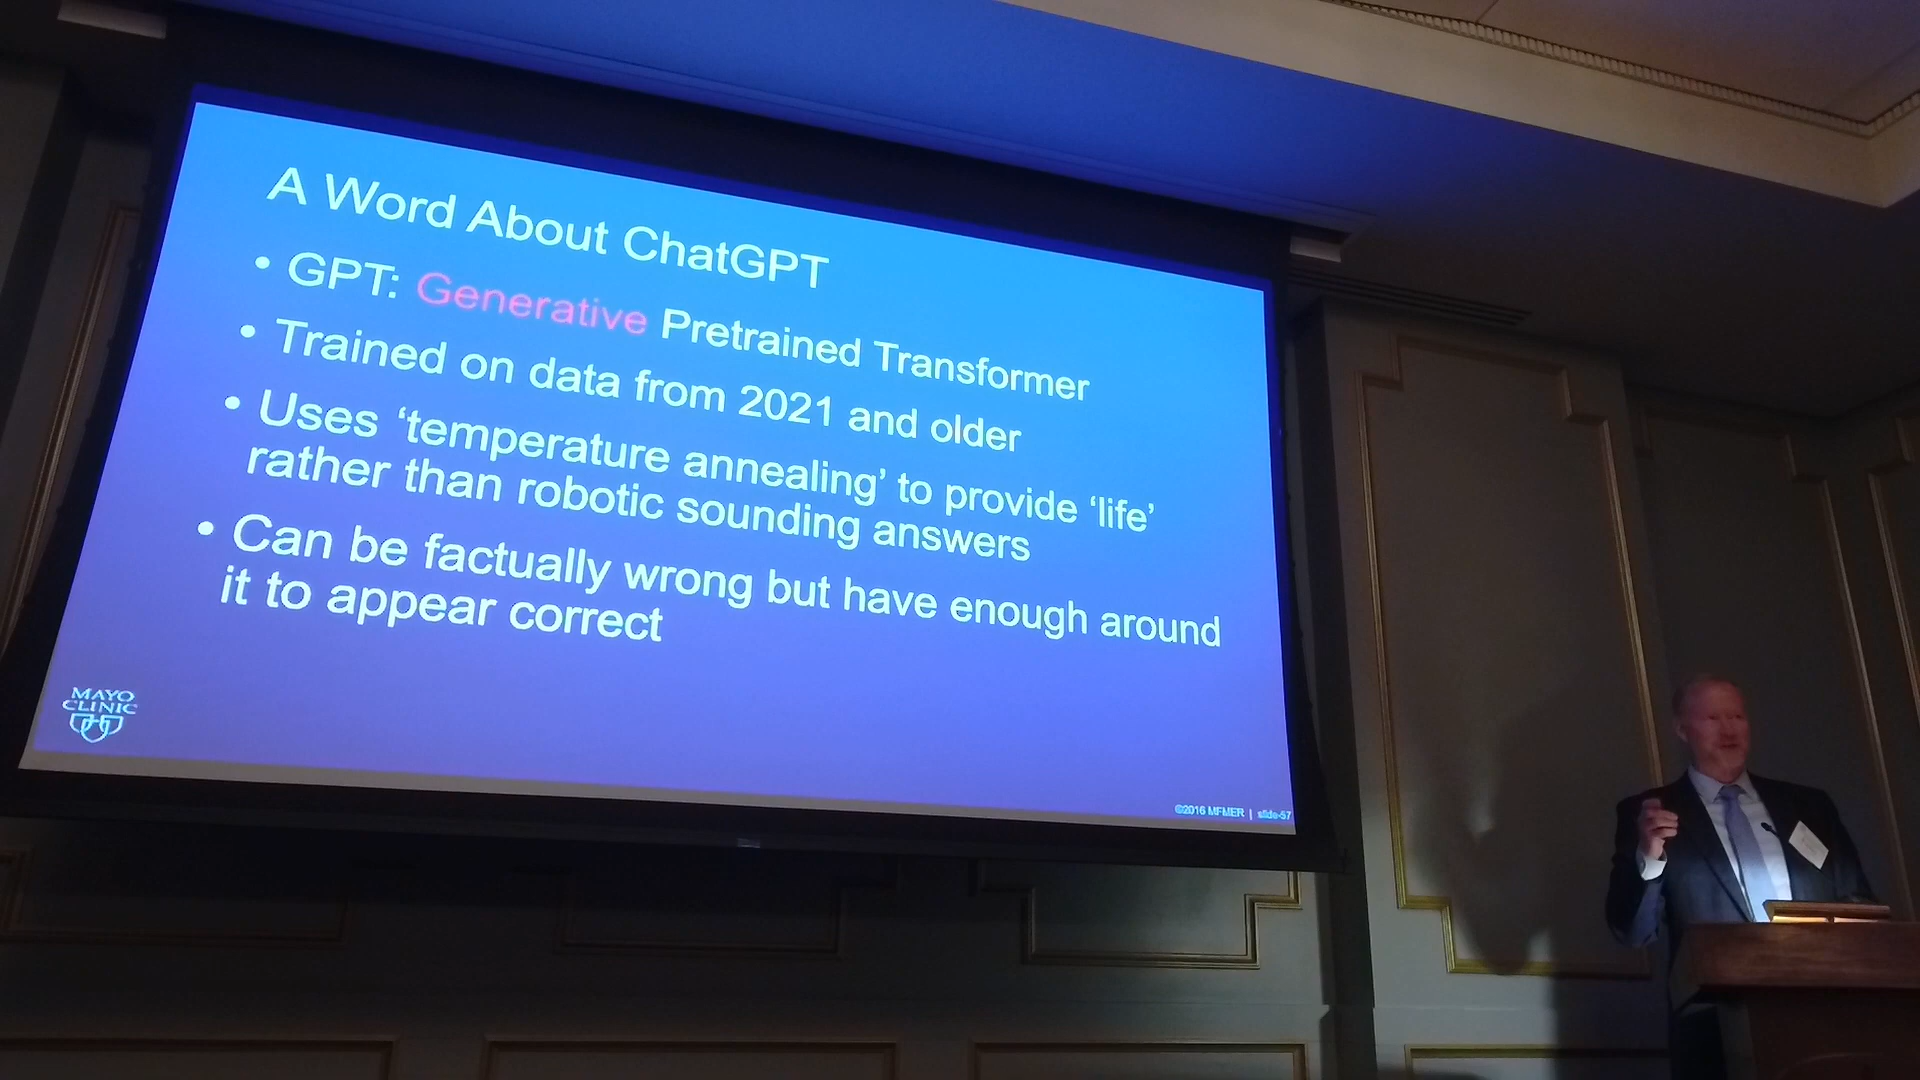 A Word About ChatGPT
• GPT: Generative Pretrained Transformer
• Trained on data from 2021 and older
• Uses ‘temperature annealing’ to provide ‘life’
rather than robotic sounding answers
• Can be factually wrong but have enough around
it to appear correct
MAYO
CLINIC
©2016 MFMER | slide-57